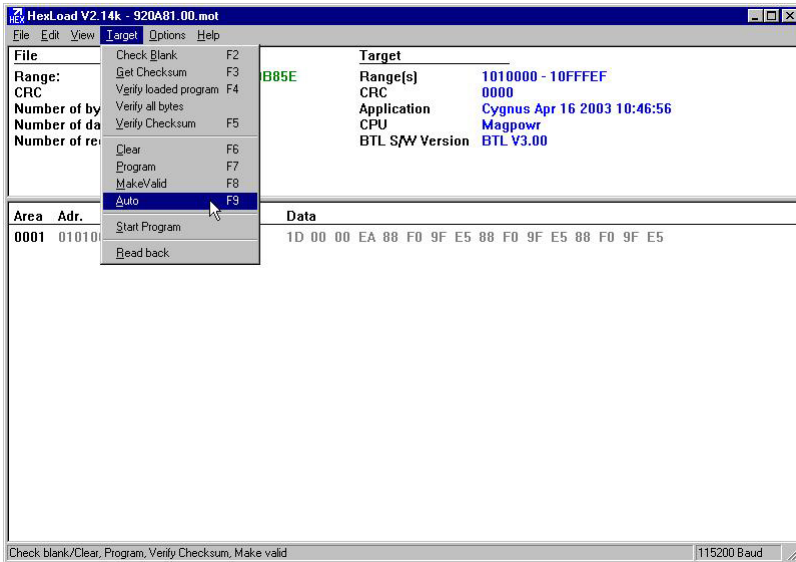 HexLoad V2.14k - 920A81.00.mot
File Edit View Target Options Help
File
Range: B85E
CRC
Number of by
Number of da
Number of re
Check Blank F2
Get Checksum F3
Verify loaded program F4
Verify all bytes
Verify Checksum F5
Clear F6
Program F7
MakeValid F8
Auto F9
Start Program
Read back
Target
Range(s) 1010000 - 10FFFEF
CRC 0000
Application Cygnus Apr 16 2003 10:46:56
CPU Magpowr
BTL S/W Version BTL V3.00
Area Adr. Data
0001 01010 1D 00 00 EA 88 F0 9F E5 88 F0 9F E5 88 F0 9F E5
Check blank/Clear, Program, Verify Checksum, Make valid 115200 Baud